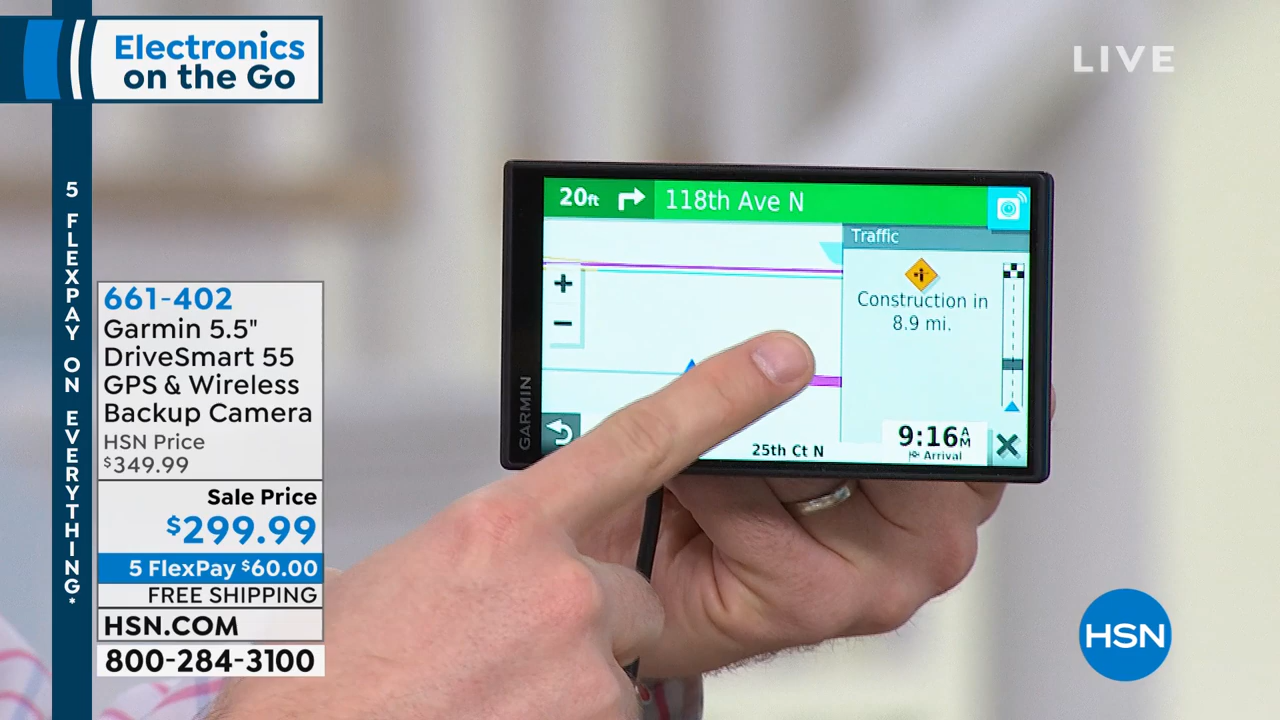 Electronics
on the Go
LIVE
5 FLEXPAY ON EVERYTHING*
661-402
Garmin 5.5"
DriveSmart 55
GPS & Wireless
Backup Camera
HSN Price
$349.99
Sale Price
$299.99
5 FlexPay $60.00
FREE SHIPPING
HSN.COM
800-284-3100
20ft
118th Ave N
Traffic
Construction in
8.9 mi.
+
−
25th Ct N
9:16AM
Arrival
GARMIN
HSN